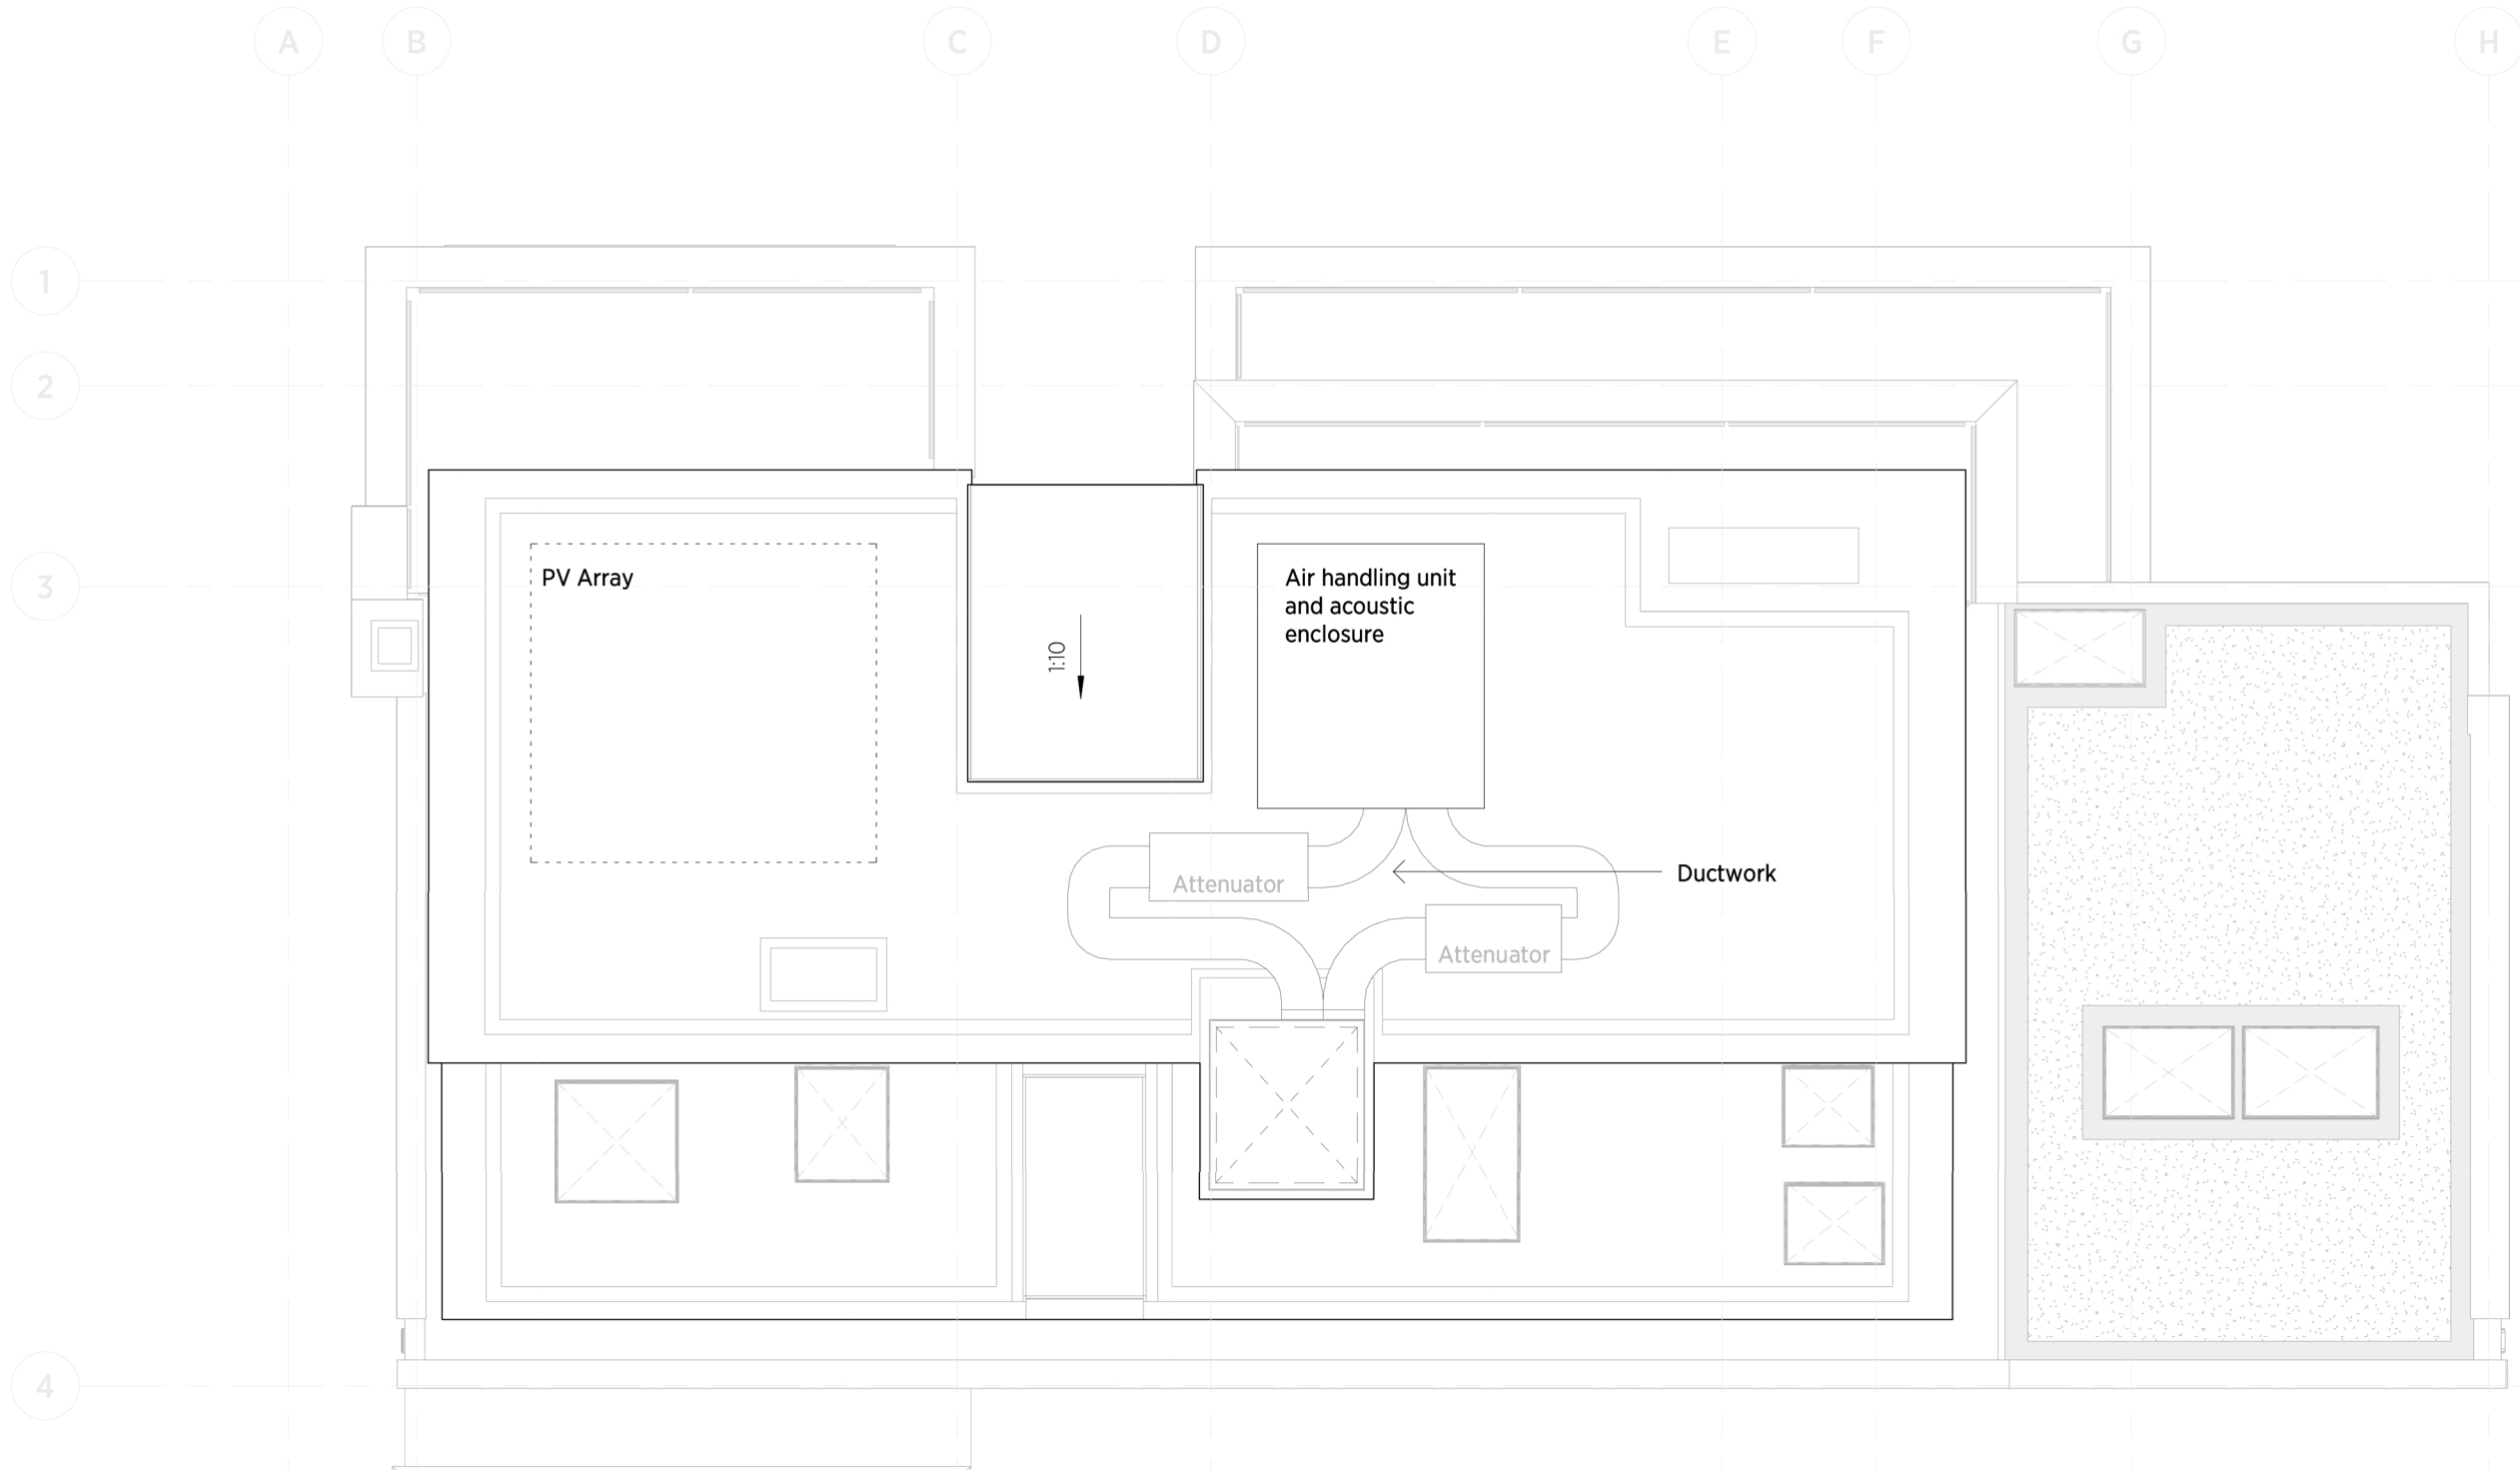 A
B
C
D
E
F
G
H
1
2
3
PV Array
Air handling unit
and acoustic
enclosure
1:10
Ductwork
Attenuator
Attenuator
4